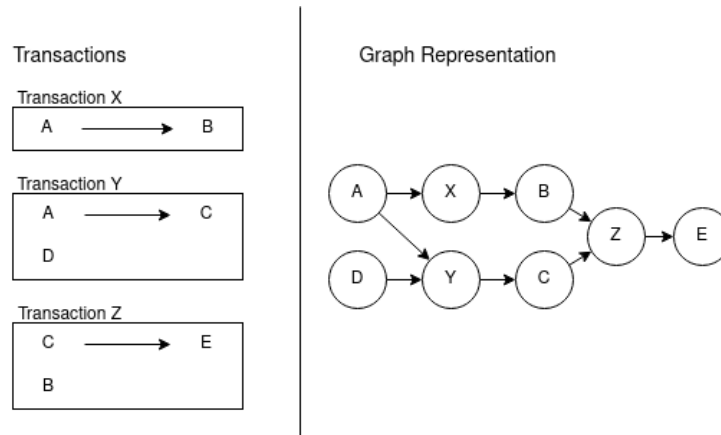 Transactions
Transaction X
A B
Transaction Y
A C
D
Transaction Z
C E
B
Graph Representation
A X B
Z E
D Y C